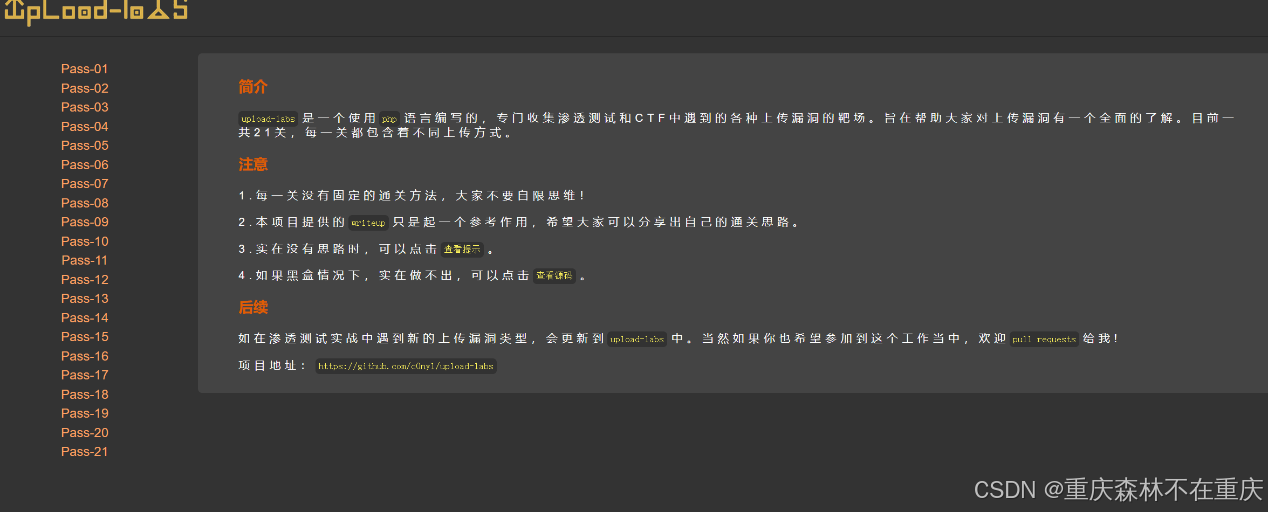 upload-labs
Pass-01
Pass-02
Pass-03
Pass-04
Pass-05
Pass-06
Pass-07
Pass-08
Pass-09
Pass-10
Pass-11
Pass-12
Pass-13
Pass-14
Pass-15
Pass-16
Pass-17
Pass-18
Pass-19
Pass-20
Pass-21
简介
upload-labs 是一个使用 php 语言编写的，专门收集渗透测试和CTF中遇到的各种上传漏洞的靶场。旨在帮助大家对上传漏洞有一个全面的了解。目前一
共21关，每一关都包含着不同上传方式。
注意
1.每一关没有固定的通关方法，大家不要自限思维！
2.本项目提供的 writeup 只是起一个参考作用，希望大家可以分享出自己的通关思路。
3.实在没有思路时，可以点击 查看提示 。
4.如果黑盒情况下，实在做不出，可以点击 查看源码 。
后续
如在渗透测试实战中遇到新的上传漏洞类型，会更新到 upload-labs 中。当然如果你也希望参加到这个工作当中，欢迎 pull requests 给我！
项目地址： https://github.com/c0ny1/upload-labs
CSDN @重庆森林不在重庆